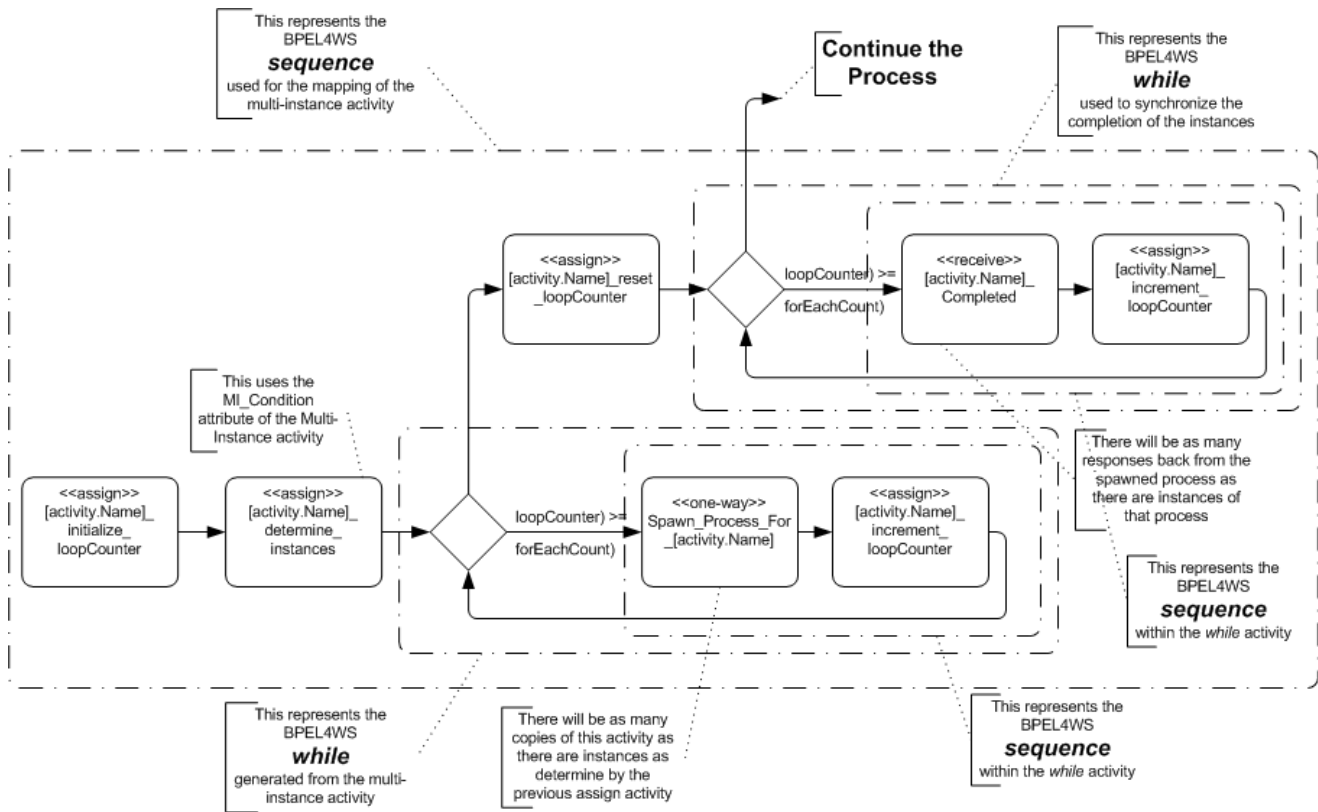 This represents the
BPEL4WS
sequence
used for the mapping of the
multi-instance activity
Continue the
Process
This represents the
BPEL4WS
while
used to synchronize the
completion of the instances
<<assign>>
[activity.Name]_reset
_loopCounter
loopCounter) >=
forEachCount)
<<receive>>
[activity.Name]_
Completed
<<assign>>
[activity.Name]_
increment_
loopCounter
This uses the
MI_Condition
attribute of the Multi-
Instance activity
There will be as many
responses back from the
spawned process as
there are instances of
that process
<<assign>>
[activity.Name]_
initialize_
loopCounter
<<assign>>
[activity.Name]_
determine_
instances
loopCounter) >=
forEachCount)
<<one-way>>
Spawn_Process_For
_[activity.Name]
<<assign>>
[activity.Name]_
increment_
loopCounter
This represents the
BPEL4WS
sequence
within the while activity
This represents the
BPEL4WS
while
generated from the multi-
instance activity
There will be as many
copies of this activity as
there are instances as
determine by the
previous assign activity
This represents the
BPEL4WS
sequence
within the while activity